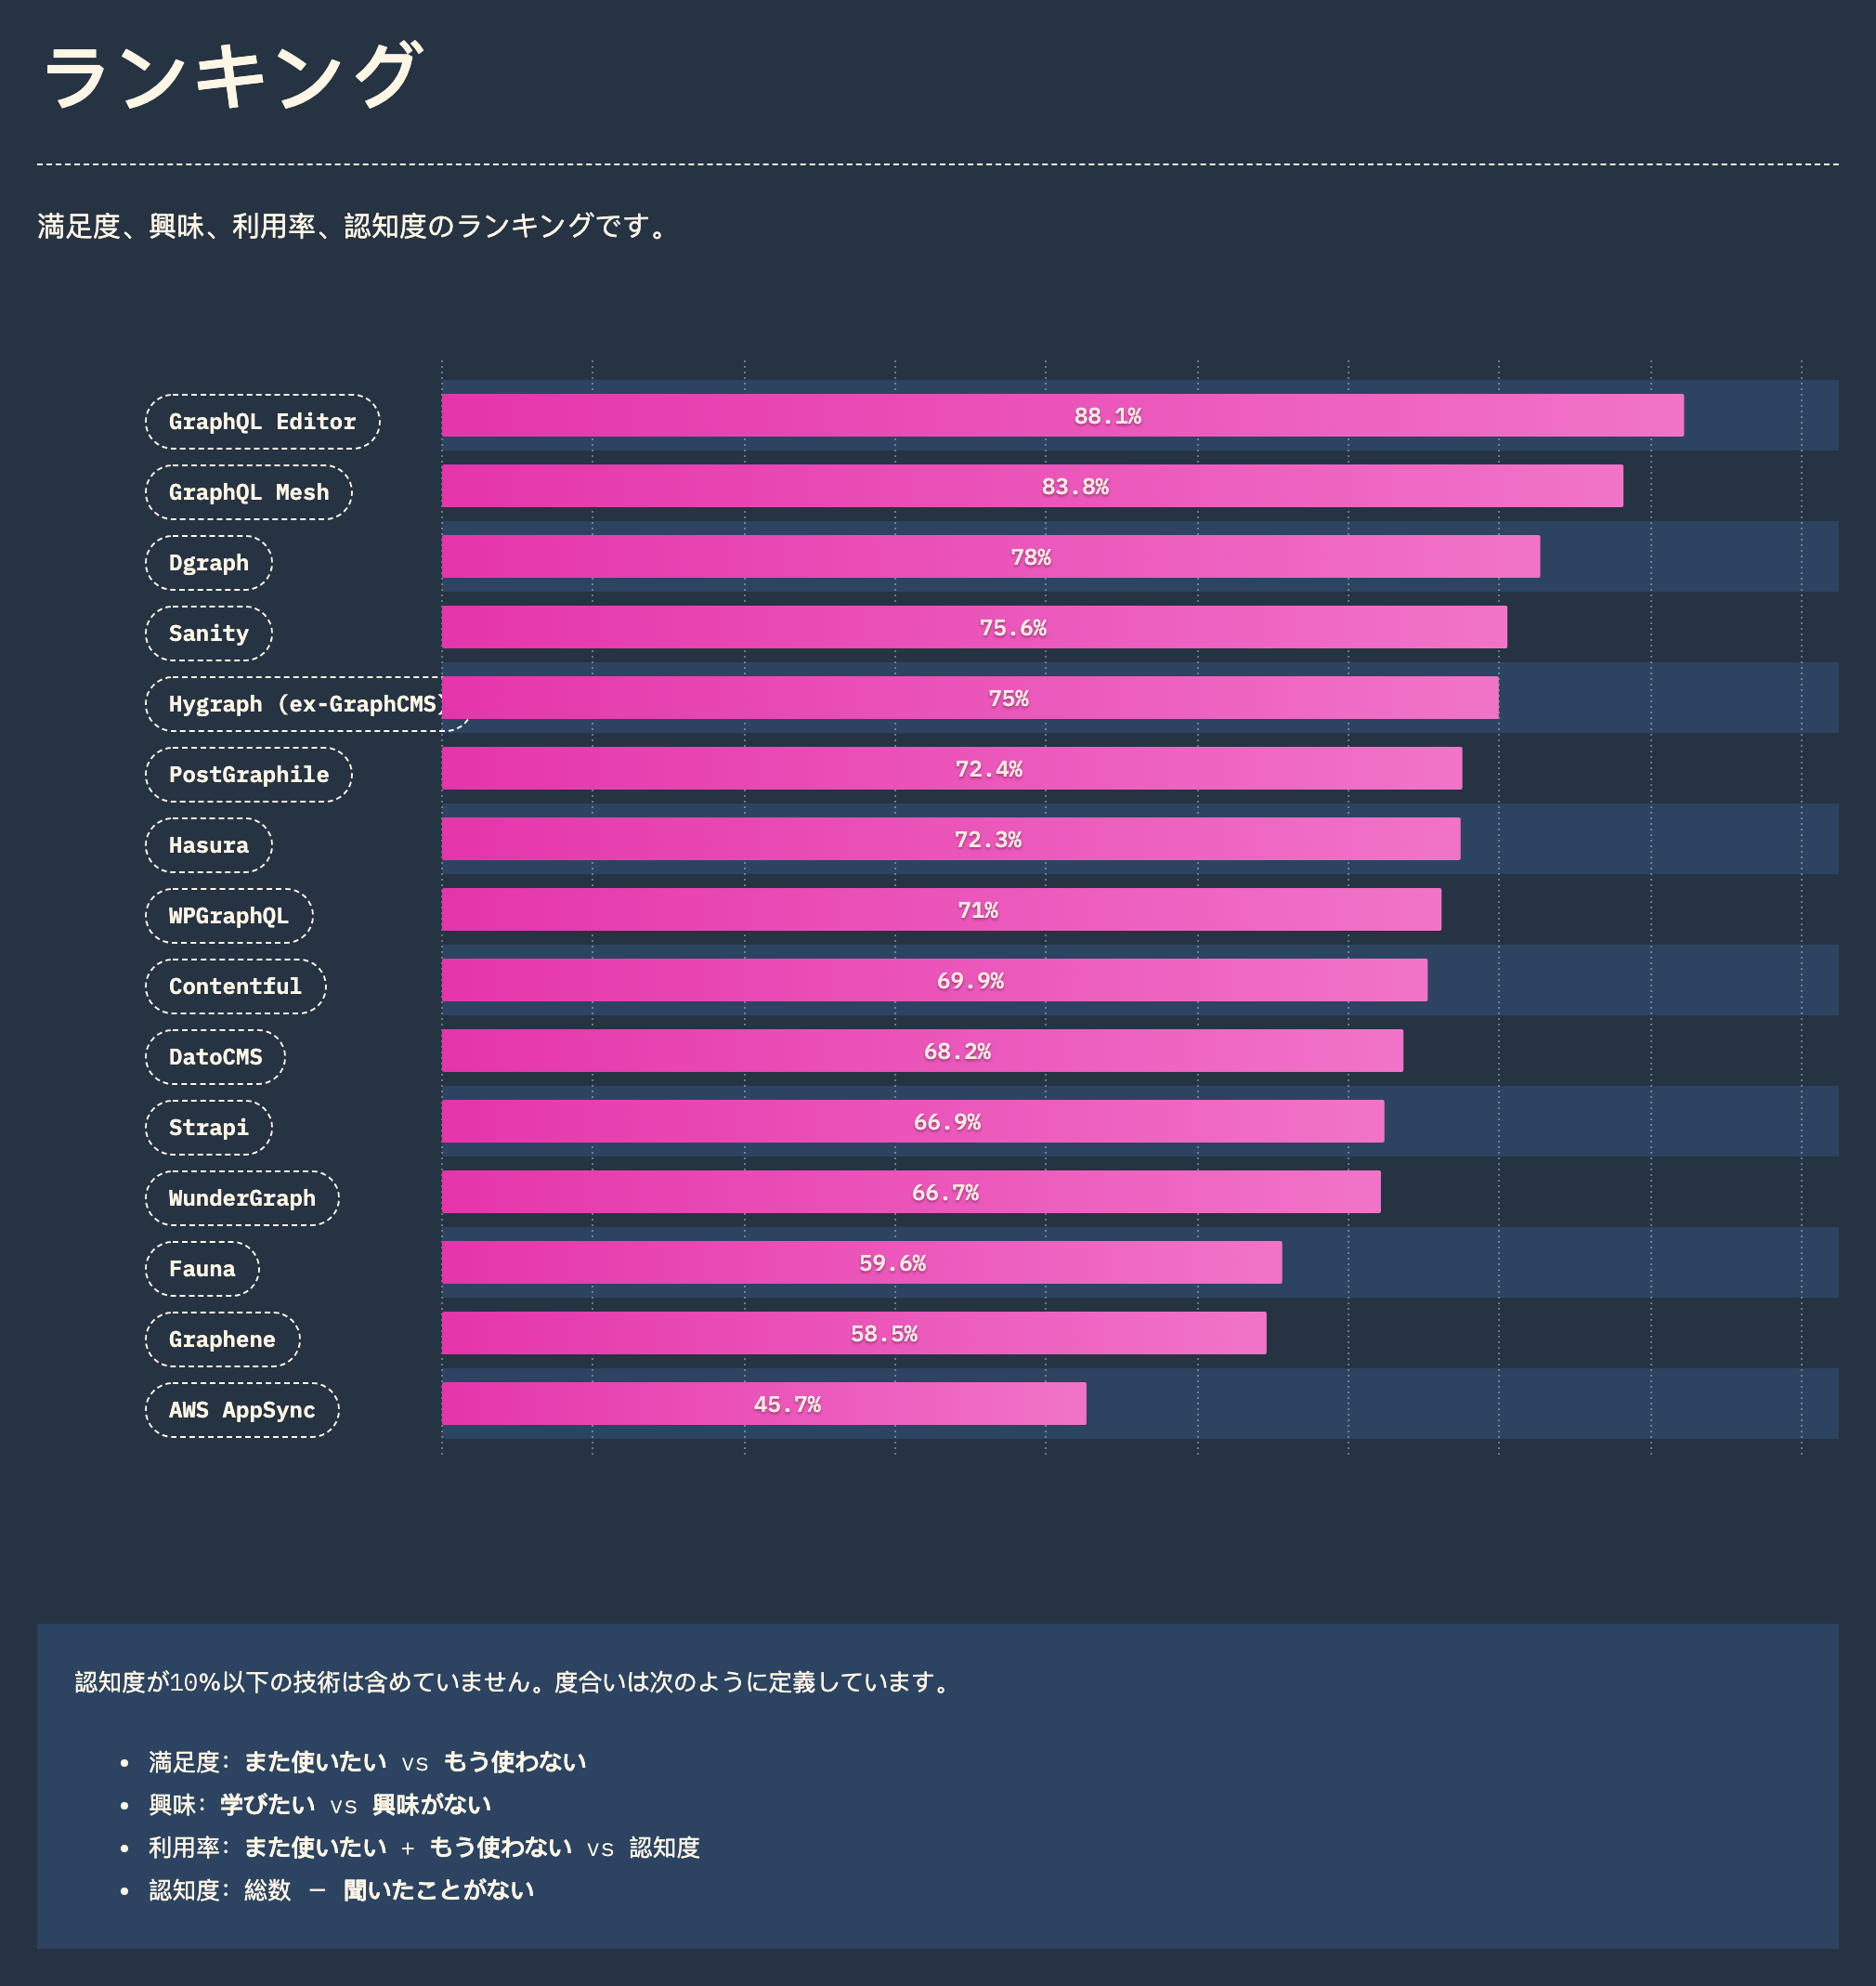 ランキング
満足度、興味、利用率、認知度のランキングです。
GraphQL Editor 88.1%
GraphQL Mesh 83.8%
Dgraph 78%
Sanity 75.6%
Hygraph (ex-GraphCMS) 75%
PostGraphile 72.4%
Hasura 72.3%
WPGraphQL 71%
Contentful 69.9%
DatoCMS 68.2%
Strapi 66.9%
WunderGraph 66.7%
Fauna 59.6%
Graphene 58.5%
AWS AppSync 45.7%
認知度が10%以下の技術は含めていません。度合いは次のように定義しています。
• 満足度: また使いたい vs もう使わない
• 興味: 学びたい vs 興味がない
• 利用率: また使いたい + もう使わない vs 認知度
• 認知度: 総数 － 聞いたことがない